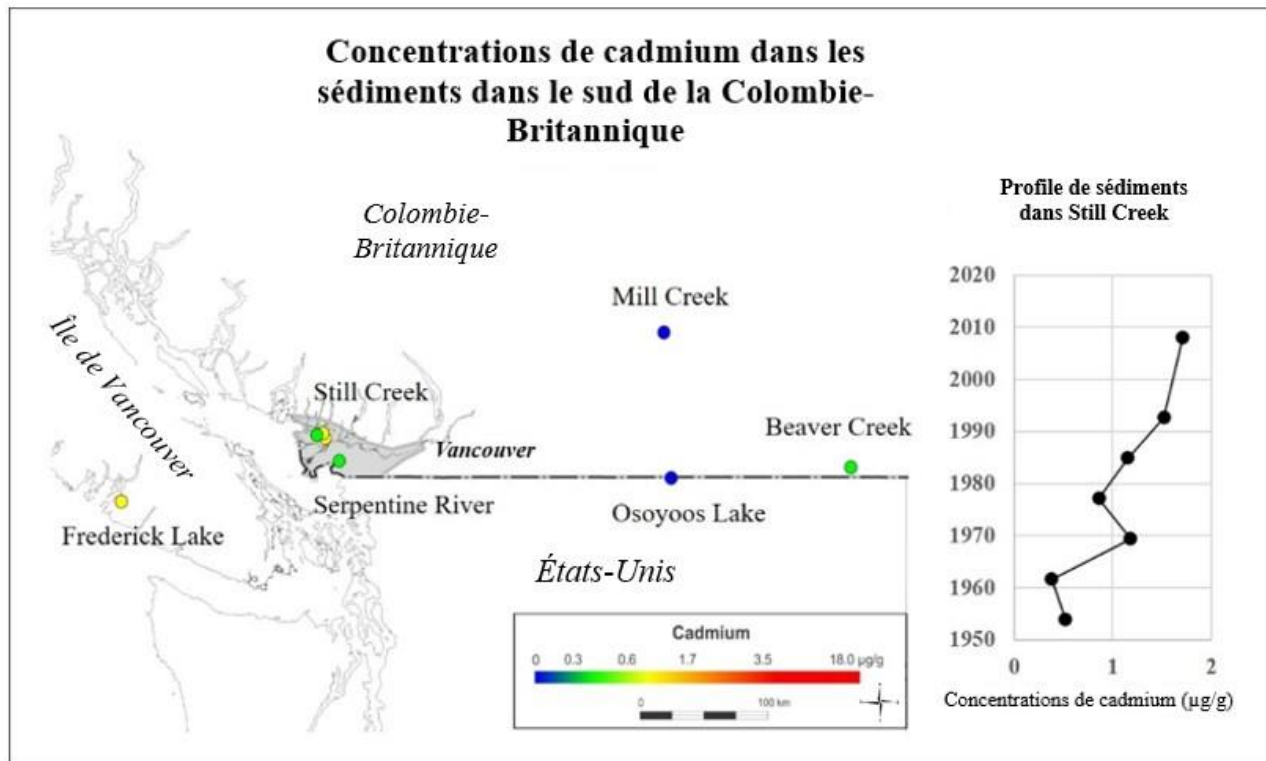 Concentrations de cadmium dans les
sédiments dans le sud de la Colombie-
Britannique
Colombie-
Britannique
Île de Vancouver
Mill Creek
Still Creek
Vancouver
Beaver Creek
Serpentine River
Osoyoos Lake
Frederick Lake
États-Unis
Cadmium
0 0.3 0.6 1.7 3.5 18.0 µg/g
0 100 km
Profile de sédiments
dans Still Creek
2020
2010
2000
1990
1980
1970
1960
1950
0 1 2
Concentrations de cadmium (µg/g)